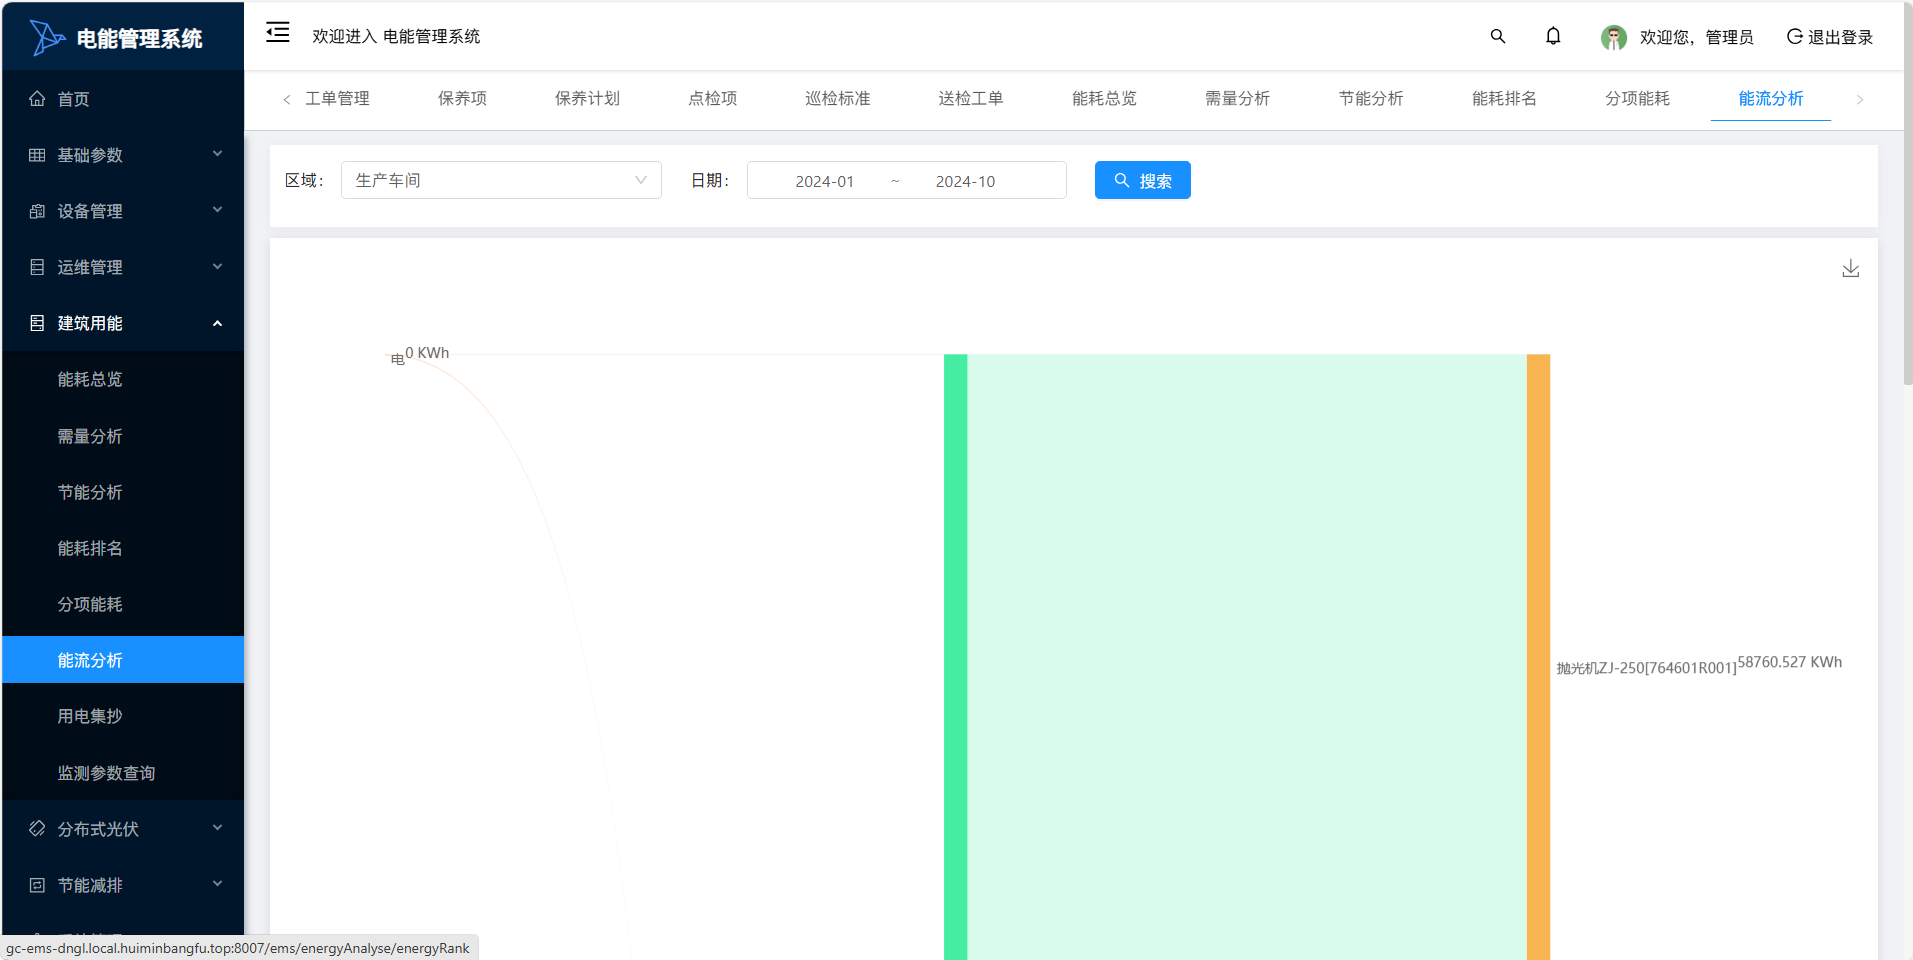 电能管理系统
欢迎进入 电能管理系统
欢迎您，管理员
退出登录
首页
基础参数
设备管理
运维管理
建筑用能
能耗总览
需量分析
节能分析
能耗排名
分项能耗
能流分析
用电集抄
监测参数查询
分布式光伏
节能减排
工单管理
保养项
保养计划
点检项
巡检标准
送检工单
能耗总览
需量分析
节能分析
能耗排名
分项能耗
能流分析
区域：
生产车间
日期：
2024-01 ~ 2024-10
搜索
电0 KWh
抛光机ZJ-250[764601R001]58760.527 KWh
gc-ems-dngl.local.huiminbangfu.top:8007/ems/energyAnalyse/energyRank